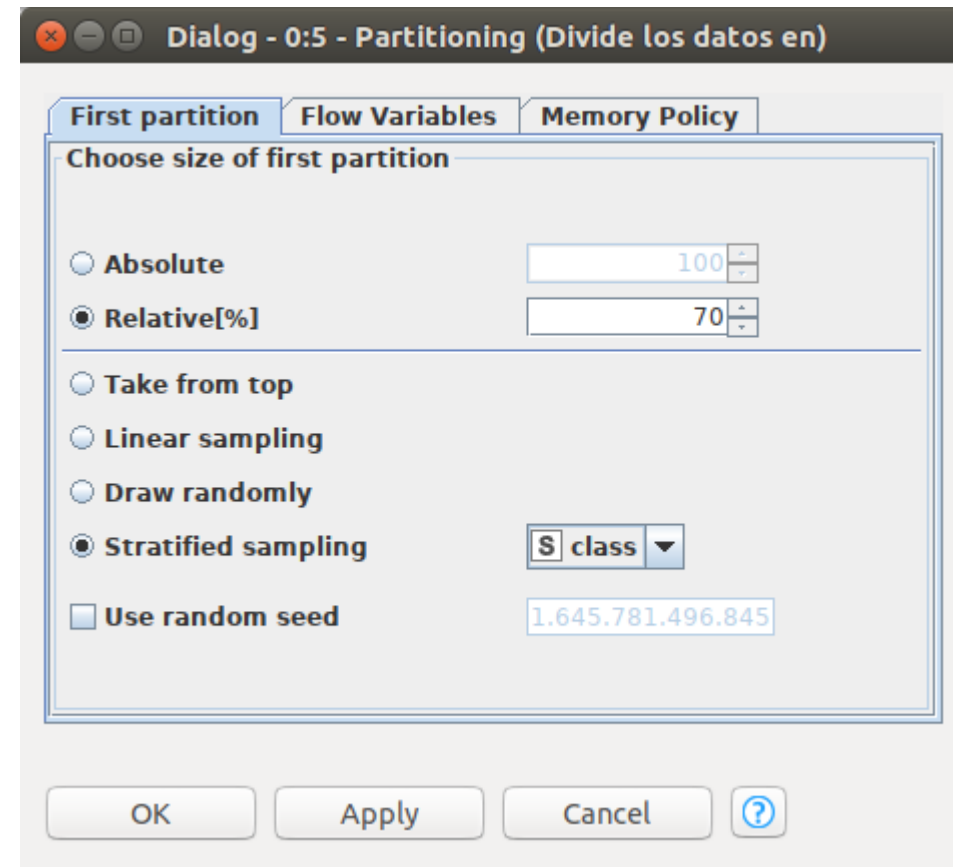 Dialog - 0:5 - Partitioning (Divide los datos en)
First partition Flow Variables Memory Policy
Choose size of first partition
Absolute 100
Relative[%] 70
Take from top
Linear sampling
Draw randomly
Stratified sampling S class
Use random seed 1.645.781.496.845
OK Apply Cancel ?